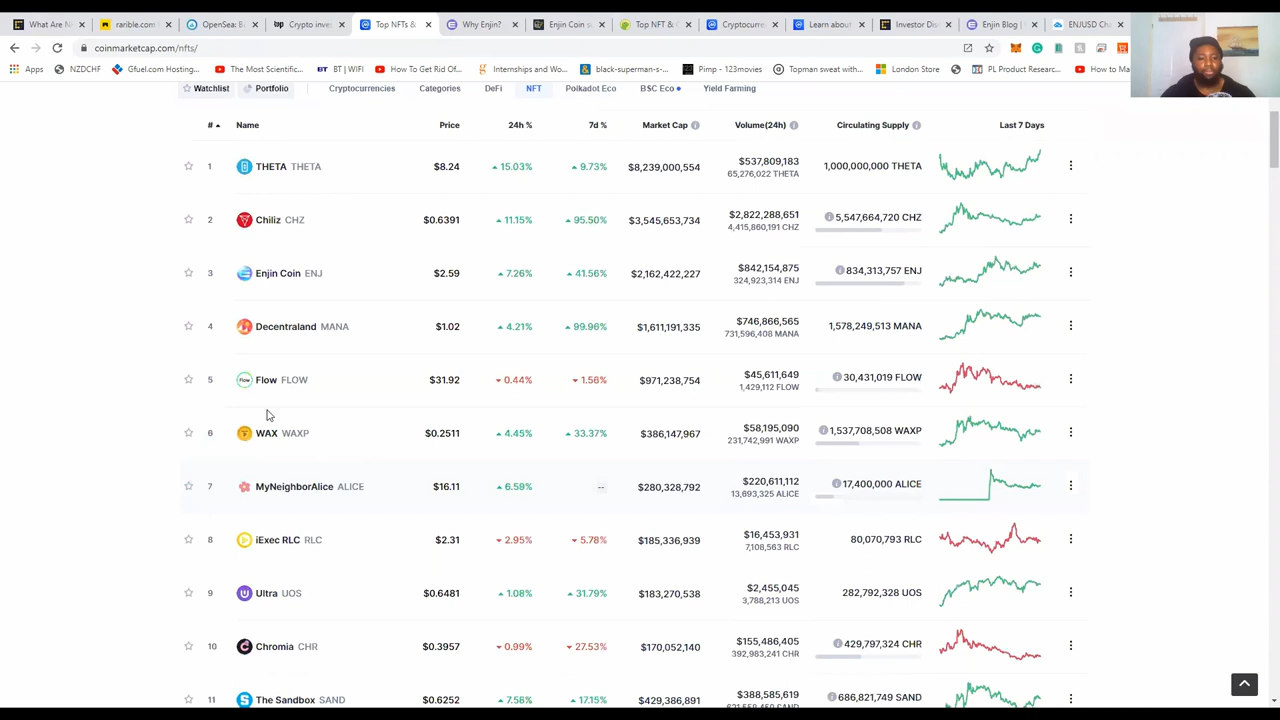 What Are NF
rarible.com
OpenSea: B
Crypto inve
Top NFTs &
Why Enjin?
Enjin Coin su
Top NFT & C
Cryptocurre
Learn about
Investor Dis
Enjin Blog |
ENJUSD Cha
coinmarketcap.com/nfts/
Apps
NZDCHF
Gfuel.com Hosting...
The Most Scientific...
BT | WIFI
How To Get Rid Of...
Internships and Wo...
black-superman-s-...
Pimp - 123movies
Topman sweat with...
London Store
PL Product Researc...
How to Ma
Watchlist
Portfolio
Cryptocurrencies
Categories
DeFi
NFT
Polkadot Eco
BSC Eco
Yield Farming
# Name Price 24h % 7d % Market Cap Volume(24h) Circulating Supply Last 7 Days
1 THETA THETA $8.24 15.03% 9.73% $8,239,000,554 $537,809,183 1,000,000,000 THETA
65,276,022 THETA
2 Chiliz CHZ $0.6391 11.15% 95.50% $3,545,653,734 $2,822,288,651 5,547,664,720 CHZ
4,415,860,191 CHZ
3 Enjin Coin ENJ $2.59 7.26% 41.56% $2,162,422,227 $842,154,875 834,313,757 ENJ
324,923,314 ENJ
4 Decentraland MANA $1.02 4.21% 99.96% $1,611,191,335 $746,866,565 1,578,249,513 MANA
731,596,408 MANA
5 Flow FLOW $31.92 0.44% 1.56% $971,238,754 $45,611,649 30,431,019 FLOW
1,429,112 FLOW
6 WAX WAXP $0.2511 4.45% 33.37% $386,147,967 $58,195,090 1,537,708,508 WAXP
231,742,991 WAXP
7 MyNeighborAlice ALICE $16.11 6.59% -- $280,328,792 $220,611,112 17,400,000 ALICE
13,693,325 ALICE
8 iExec RLC RLC $2.31 2.95% 5.78% $185,336,939 $16,453,931 80,070,793 RLC
7,108,563 RLC
9 Ultra UOS $0.6481 1.08% 31.79% $183,270,538 $2,455,045 282,792,328 UOS
3,788,213 UOS
10 Chromia CHR $0.3957 0.99% 27.53% $170,052,140 $155,486,405 429,797,324 CHR
392,983,241 CHR
11 The Sandbox SAND $0.6252 7.58% 17.15% $429,386,891 $388,585,619 686,821,749 SAND